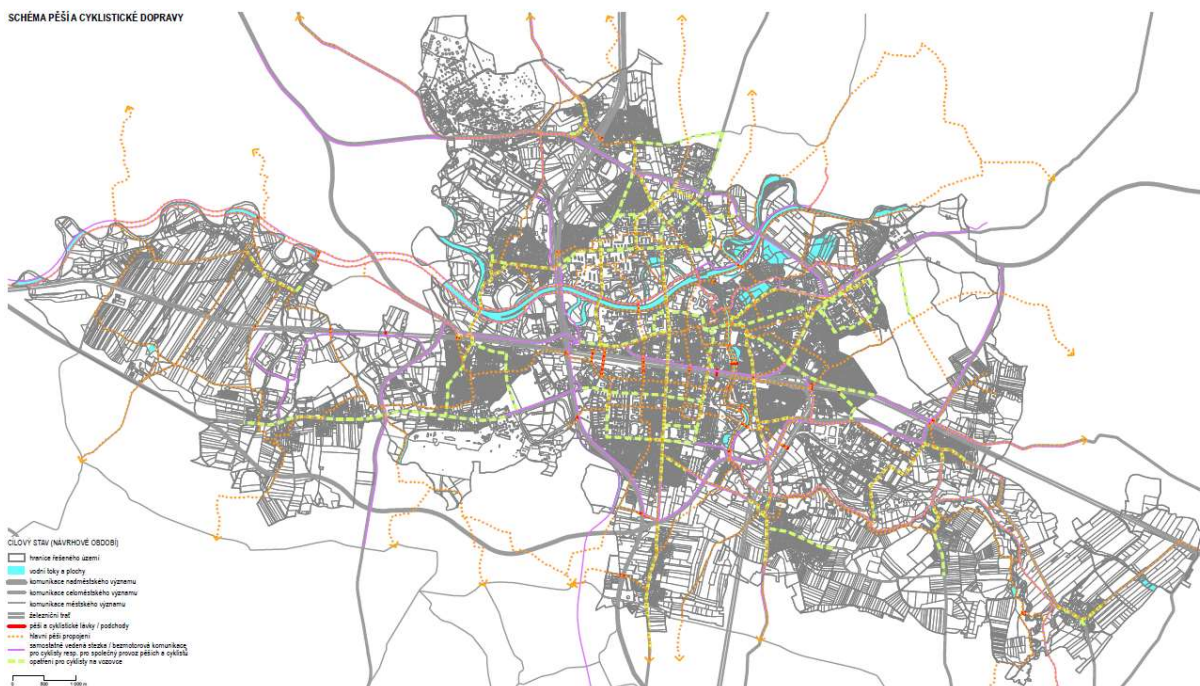 SCHÉMA PĚŠÍ A CYKLISTICKÉ DOPRAVY
CÍLOVÝ STAV (NÁVRHOVÉ OBDOBÍ)
hranice řešeného území
vodní toky a plochy
komunikace nadměstského významu
komunikace celoměstského významu
komunikace městského významu
železniční trať
pěší a cyklistické lávky / podchody
hlavní pěší propojení
samostatně vedená stezka / bezmotorová komunikace
pro cyklisty resp. pro společný provoz pěších a cyklistů
opatření pro cyklisty na vozovce
0 500 1 000 m